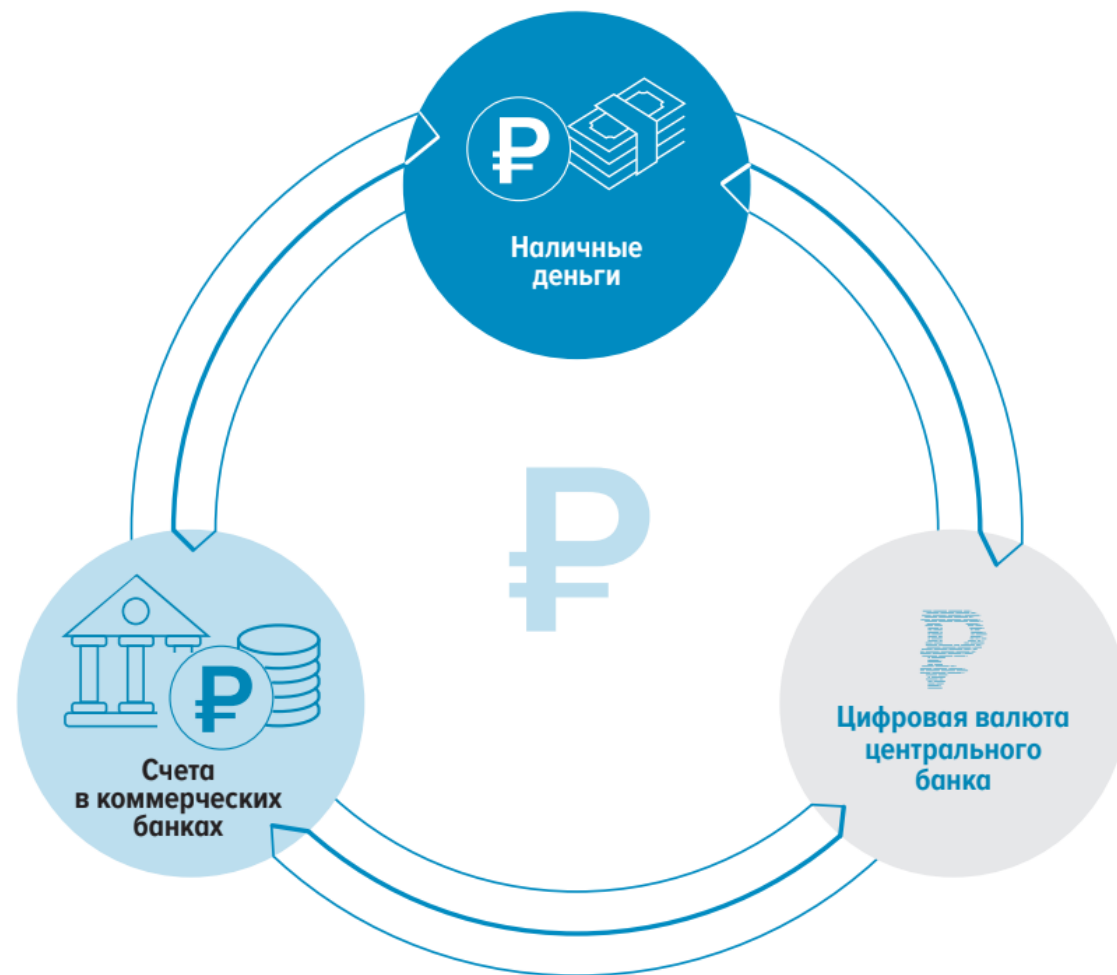 ₽
Наличные
деньги
₽
₽
Счета
в коммерческих
банках
₽
Цифровая валюта
центрального
банка